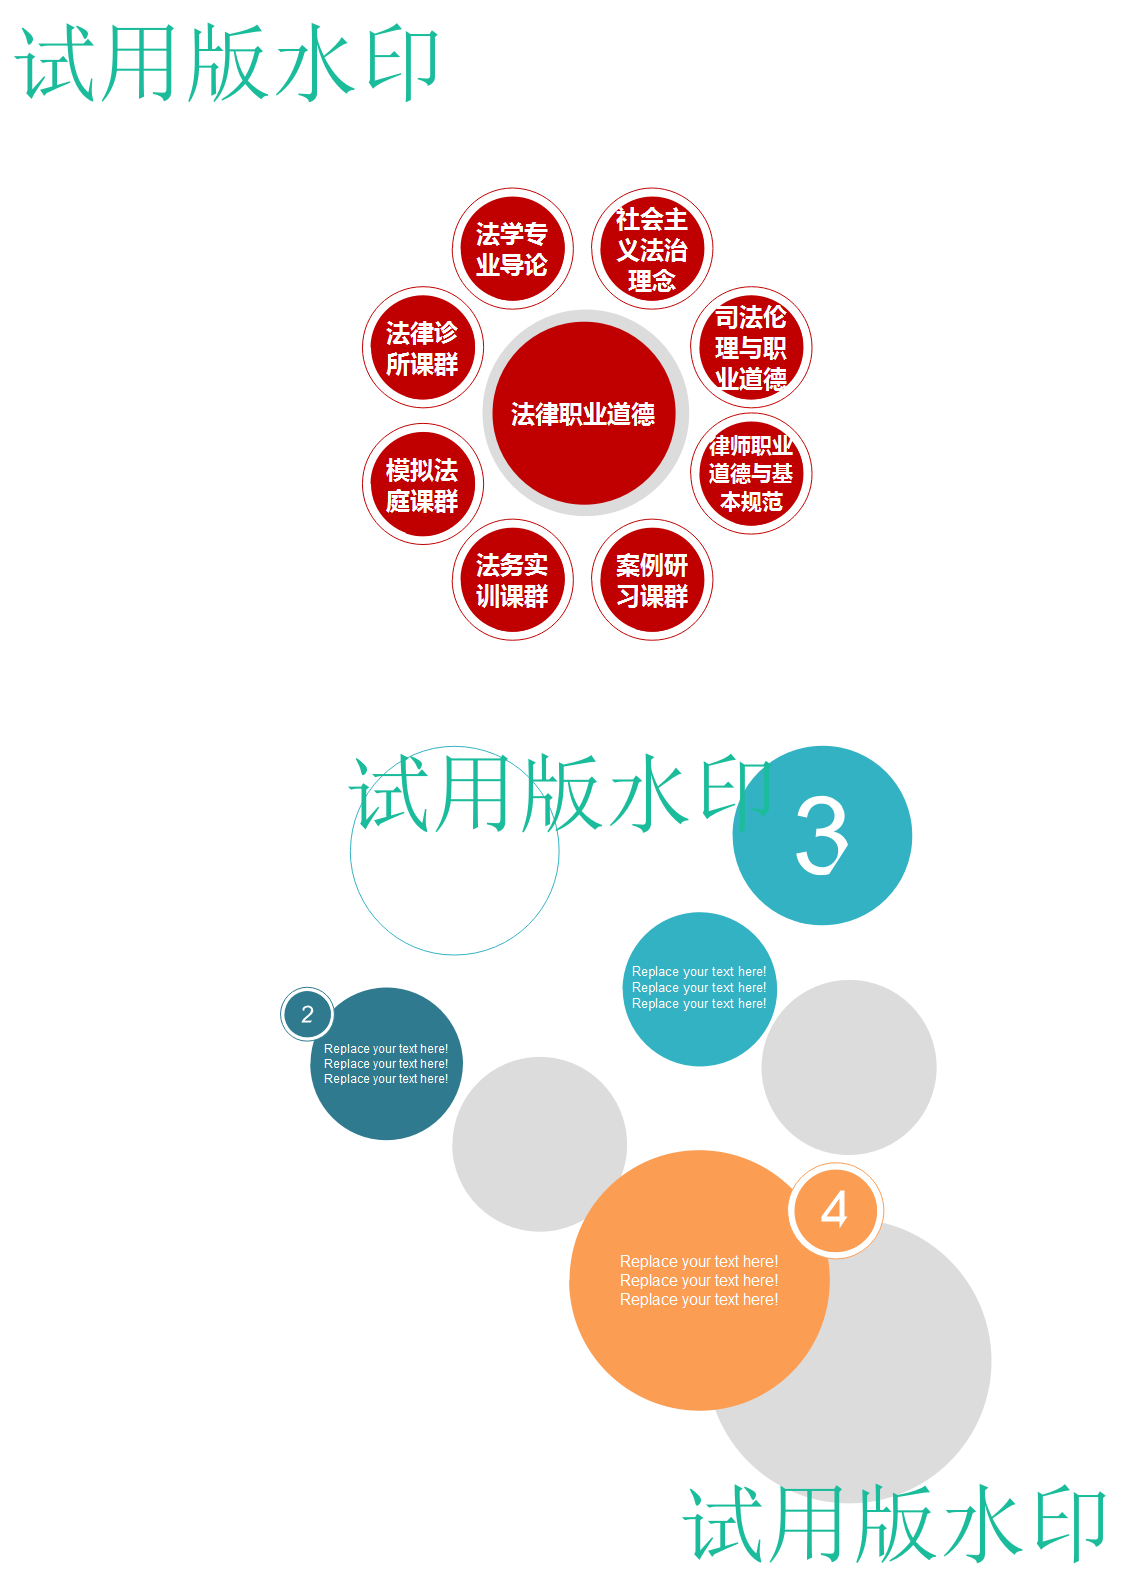 试用版水印
法学专
业导论
社会主
义法治
理念
法律诊
所课群
司法伦
理与职
业道德
法律职业道德
模拟法
庭课群
律师职业
道德与基
本规范
法务实
训课群
案例研
习课群
试用版水印
3
Replace your text here!
Replace your text here!
Replace your text here!
2
Replace your text here!
Replace your text here!
Replace your text here!
4
Replace your text here!
Replace your text here!
Replace your text here!
试用版水印